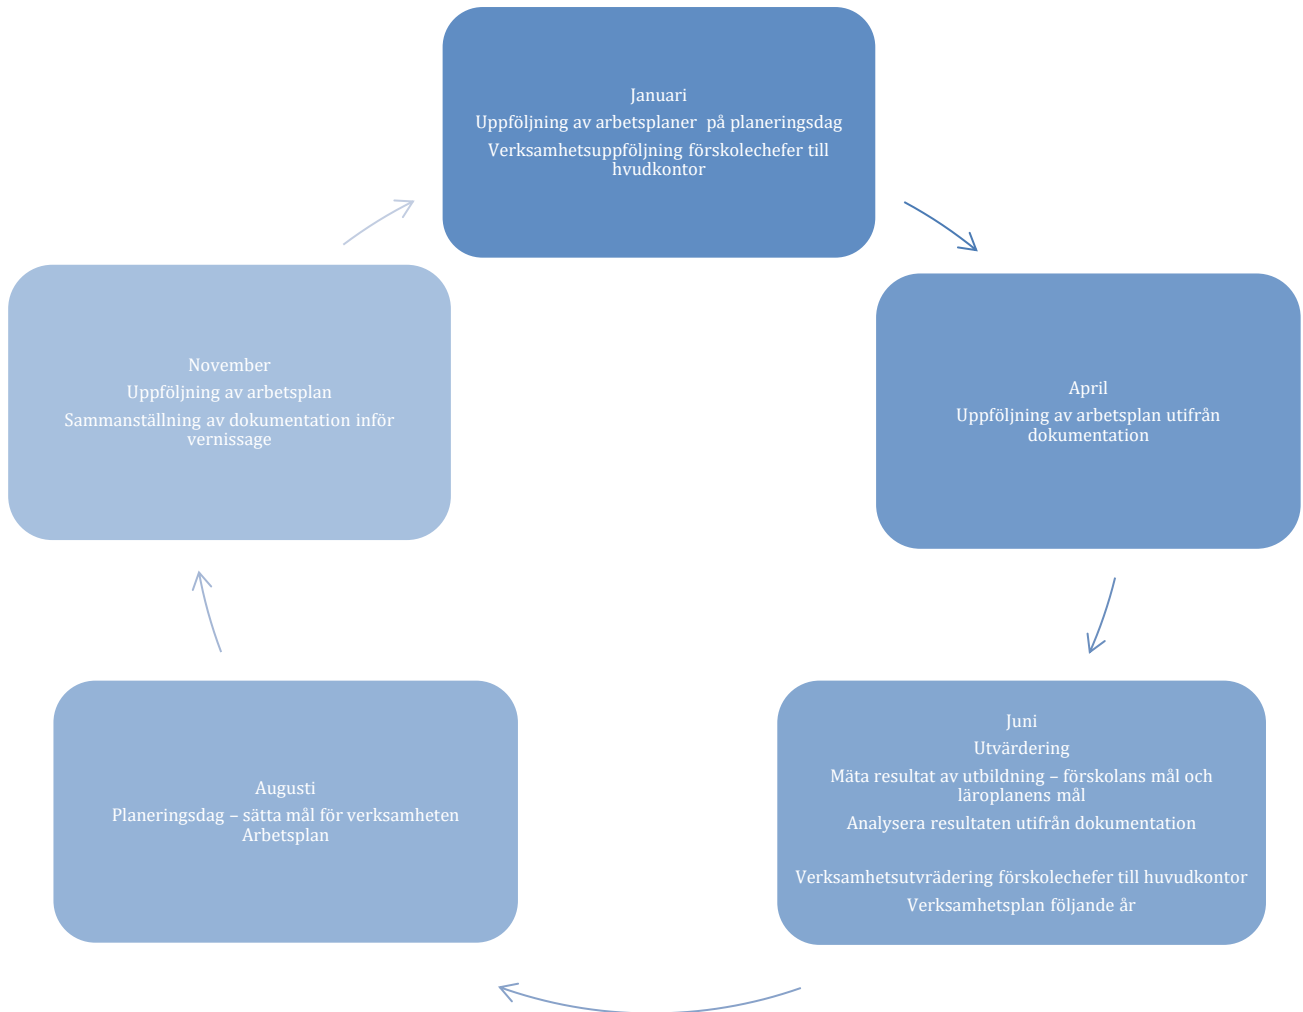 Januari
Uppföljning av arbetsplaner  på planeringsdag
Verksamhetsuppföljning förskolechefer till
hvudkontor
April
Uppföljning av arbetsplan utifrån
dokumentation
Juni
Utvärdering
Mäta resultat av utbildning – förskolans mål och
läroplanens mål
Analysera resultaten utifrån dokumentation
Verksamhetsutvrädering förskolechefer till huvudkontor
Verksamhetsplan följande år
Augusti
Planeringsdag – sätta mål för verksamheten
Arbetsplan
November
Uppföljning av arbetsplan
Sammanställning av dokumentation inför
vernissage